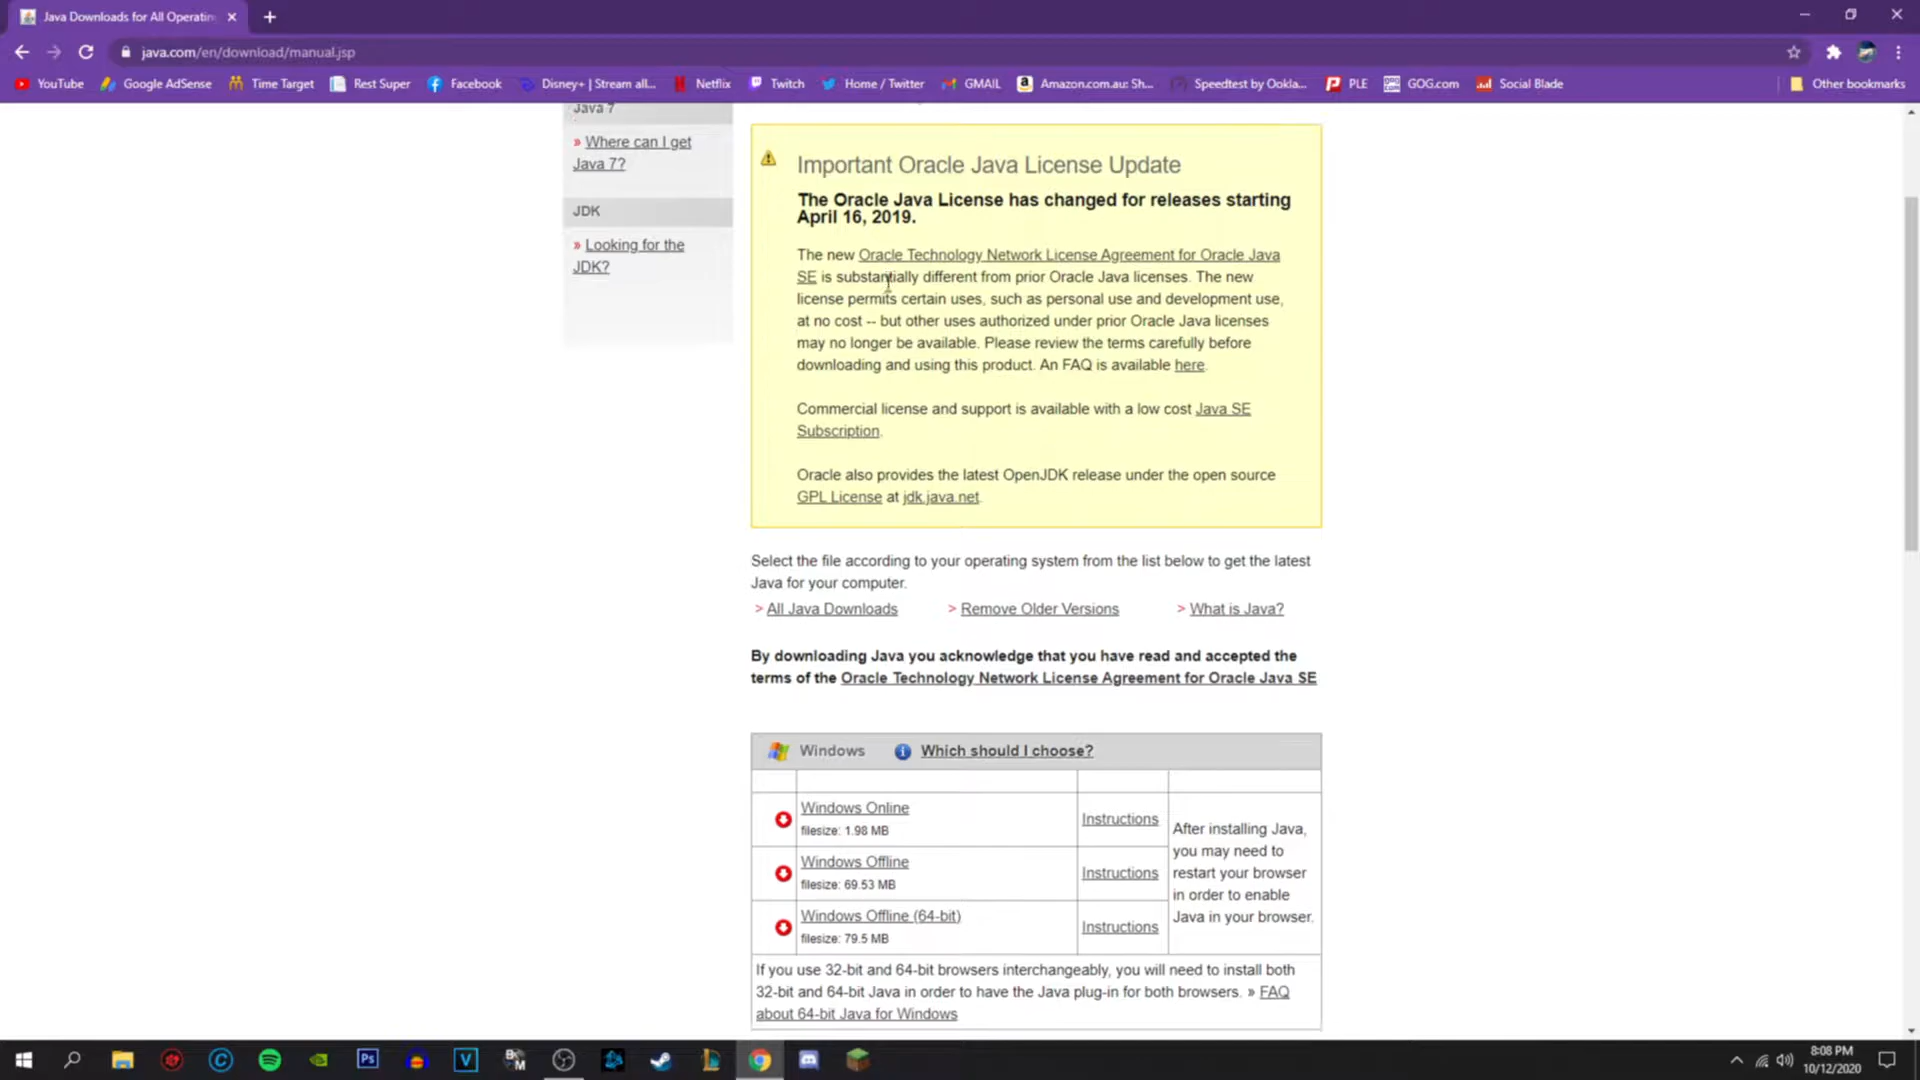 Java Downloads for All Operatin
java.com/en/download/manual.jsp
YouTube Google AdSense Time Target Rest Super Facebook Disney+ | Stream all... Netflix Twitch Home / Twitter GMAIL Amazon.com.au: Sh... Speedtest by Ookla... PLE GOG.com Social Blade Other bookmarks
Java 7
» Where can I get
Java 7?
JDK
» Looking for the
JDK?
Important Oracle Java License Update
The Oracle Java License has changed for releases starting
April 16, 2019.
The new Oracle Technology Network License Agreement for Oracle Java
SE is substantially different from prior Oracle Java licenses. The new
license permits certain uses, such as personal use and development use,
at no cost -- but other uses authorized under prior Oracle Java licenses
may no longer be available. Please review the terms carefully before
downloading and using this product. An FAQ is available here.
Commercial license and support is available with a low cost Java SE
Subscription.
Oracle also provides the latest OpenJDK release under the open source
GPL License at jdk.java.net.
Select the file according to your operating system from the list below to get the latest
Java for your computer.
> All Java Downloads > Remove Older Versions > What is Java?
By downloading Java you acknowledge that you have read and accepted the
terms of the Oracle Technology Network License Agreement for Oracle Java SE
Windows Which should I choose?
Windows Online
filesize: 1.98 MB
Instructions
Windows Offline
filesize: 69.53 MB
Instructions
Windows Offline (64-bit)
filesize: 79.5 MB
Instructions
After installing Java,
you may need to
restart your browser
in order to enable
Java in your browser.
If you use 32-bit and 64-bit browsers interchangeably, you will need to install both
32-bit and 64-bit Java in order to have the Java plug-in for both browsers. » FAQ
about 64-bit Java for Windows
8:08 PM
10/12/2020